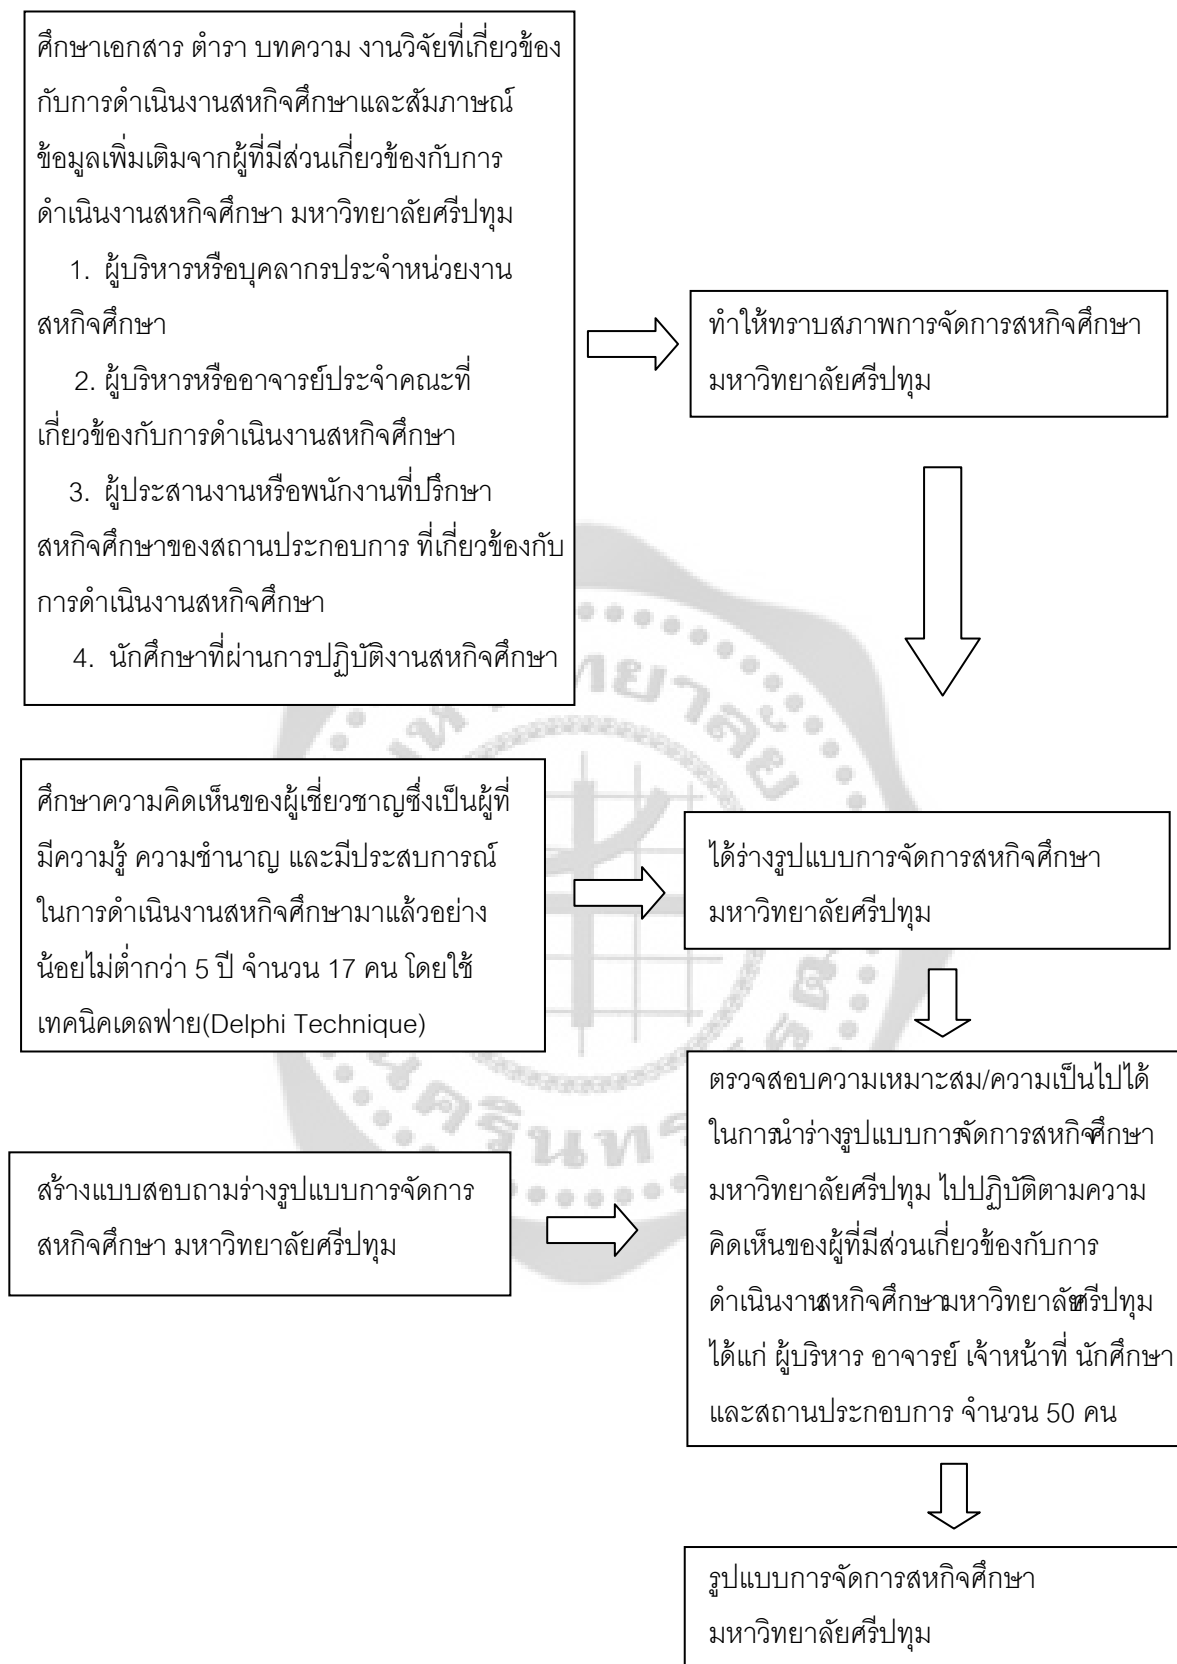 ศึกษาเอกสาร ตำรา บทความ งานวิจัยที่เกี่ยวข้อง
กับการดำเนินงานสหกิจศึกษาและสัมภาษณ์
ข้อมูลเพิ่มเติมจากผู้ที่มีส่วนเกี่ยวข้องกับการ
ดำเนินงานสหกิจศึกษา มหาวิทยาลัยศรีปทุม
1. ผู้บริหารหรือบุคลากรประจำหน่วยงาน
สหกิจศึกษา
2. ผู้บริหารหรืออาจารย์ประจำคณะที่
เกี่ยวข้องกับการดำเนินงานสหกิจศึกษา
3. ผู้ประสานงานหรือพนักงานที่ปรึกษา
สหกิจศึกษาของสถานประกอบการ ที่เกี่ยวข้องกับ
การดำเนินงานสหกิจศึกษา
4. นักศึกษาที่ผ่านการปฏิบัติงานสหกิจศึกษา
ทำให้ทราบสภาพการจัดการสหกิจศึกษา
มหาวิทยาลัยศรีปทุม
ศึกษาความคิดเห็นของผู้เชี่ยวชาญซึ่งเป็นผู้ที่
มีความรู้ ความชำนาญ และมีประสบการณ์
ในการดำเนินงานสหกิจศึกษามาแล้วอย่าง
น้อยไม่ต่ำกว่า 5 ปี จำนวน 17 คน โดยใช้
เทคนิคเดลฟาย(Delphi Technique)
ได้ร่างรูปแบบการจัดการสหกิจศึกษา
มหาวิทยาลัยศรีปทุม
สร้างแบบสอบถามร่างรูปแบบการจัดการ
สหกิจศึกษา มหาวิทยาลัยศรีปทุม
ตรวจสอบความเหมาะสม/ความเป็นไปได้
ในการนำร่างรูปแบบการจัดการสหกิจศึกษา
มหาวิทยาลัยศรีปทุม ไปปฏิบัติตามความ
คิดเห็นของผู้ที่มีส่วนเกี่ยวข้องกับการ
ดำเนินงานสหกิจศึกษามหาวิทยาลัยศรีปทุม
ได้แก่ ผู้บริหาร อาจารย์ เจ้าหน้าที่ นักศึกษา
และสถานประกอบการ จำนวน 50 คน
รูปแบบการจัดการสหกิจศึกษา
มหาวิทยาลัยศรีปทุม